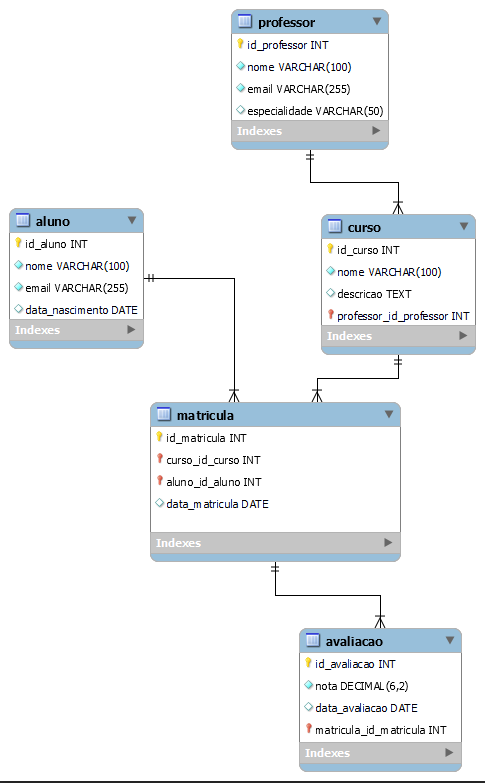 professor
id_professor INT
nome VARCHAR(100)
email VARCHAR(255)
especialidade VARCHAR(50)
Indexes
aluno
id_aluno INT
nome VARCHAR(100)
email VARCHAR(255)
data_nascimento DATE
Indexes
curso
id_curso INT
nome VARCHAR(100)
descricao TEXT
professor_id_professor INT
Indexes
matricula
id_matricula INT
curso_id_curso INT
aluno_id_aluno INT
data_matricula DATE
Indexes
avaliacao
id_avaliacao INT
nota DECIMAL(6,2)
data_avaliacao DATE
matricula_id_matricula INT
Indexes